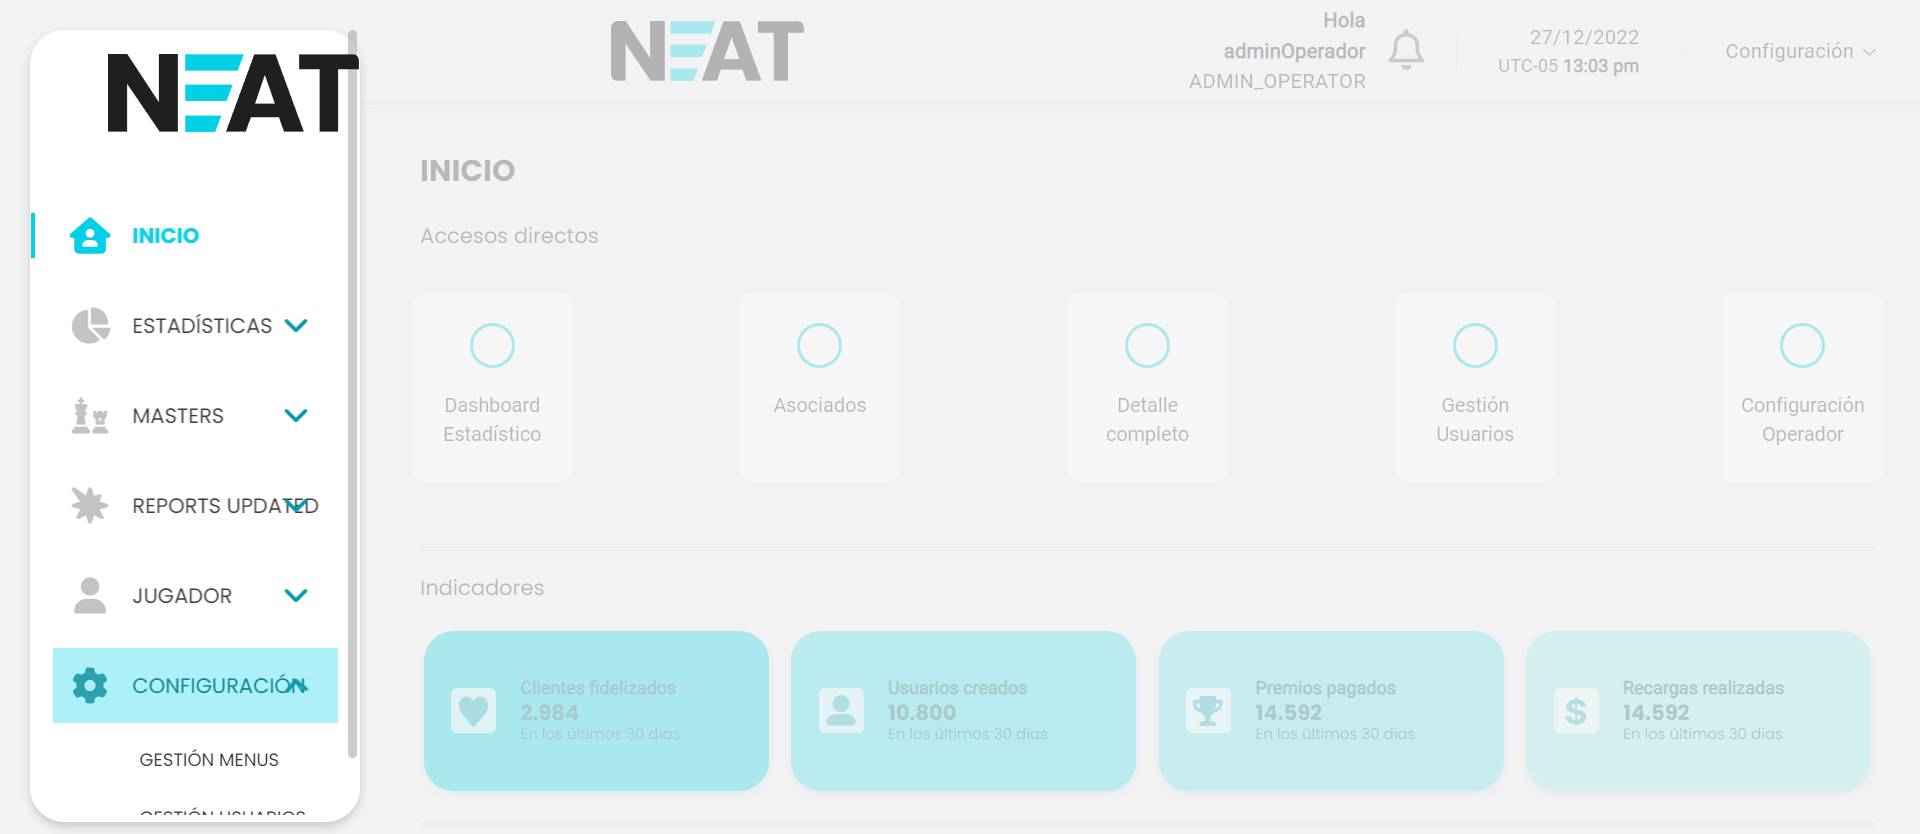 NEAT
INICIO
ESTADÍSTICAS
MASTERS
REPORTS UPDATED
JUGADOR
CONFIGURACIÓN
GESTIÓN MENUS
GESTIÓN USUARIOS
NEAT
Hola
adminOperador
ADMIN_OPERATOR
27/12/2022
UTC-05 13:03 pm
Configuración
INICIO
Accesos directos
Dashboard
Estadístico
Asociados
Detalle
completo
Gestión
Usuarios
Configuración
Operador
Indicadores
Clientes fidelizados
2.984
En los últimos 30 dias
Usuarios creados
10.800
En los últimos 30 dias
Premios pagados
14.592
En los últimos 30 dias
$
Recargas realizadas
14.592
En los últimos 30 dias